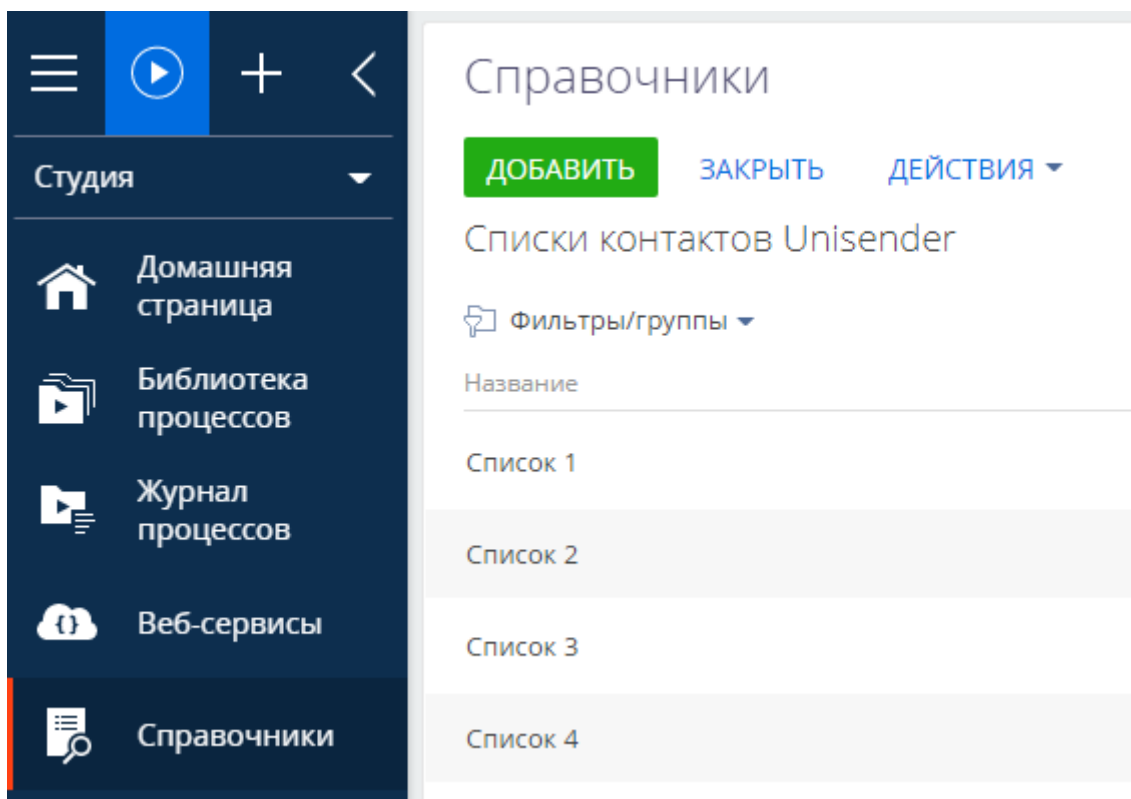 Студия
Домашняя
страница
Библиотека
процессов
Журнал
процессов
Веб-сервисы
Справочники
Справочники
ДОБАВИТЬ ЗАКРЫТЬ ДЕЙСТВИЯ
Списки контактов Unisender
Фильтры/группы
Название
Список 1
Список 2
Список 3
Список 4